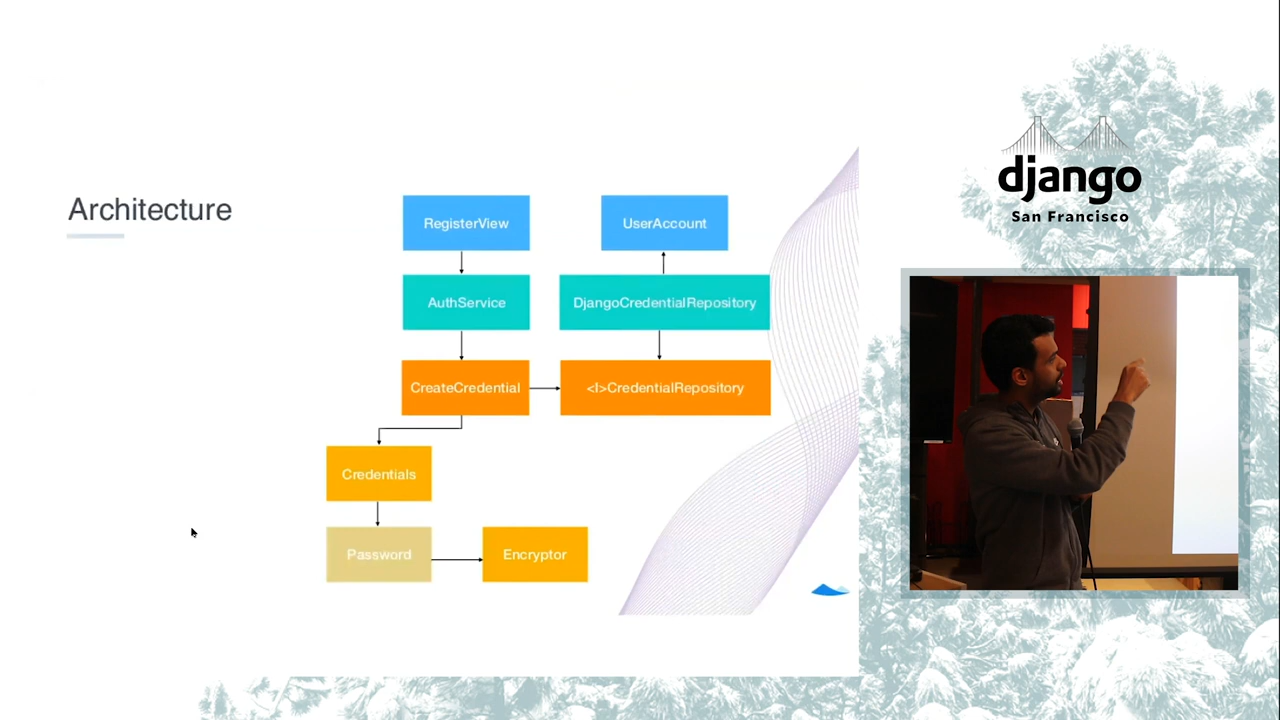 Architecture
RegisterView
UserAccount
AuthService
DjangoCredentialRepository
CreateCredential
<I>CredentialRepository
Credentials
Password
Encryptor
django
San Francisco